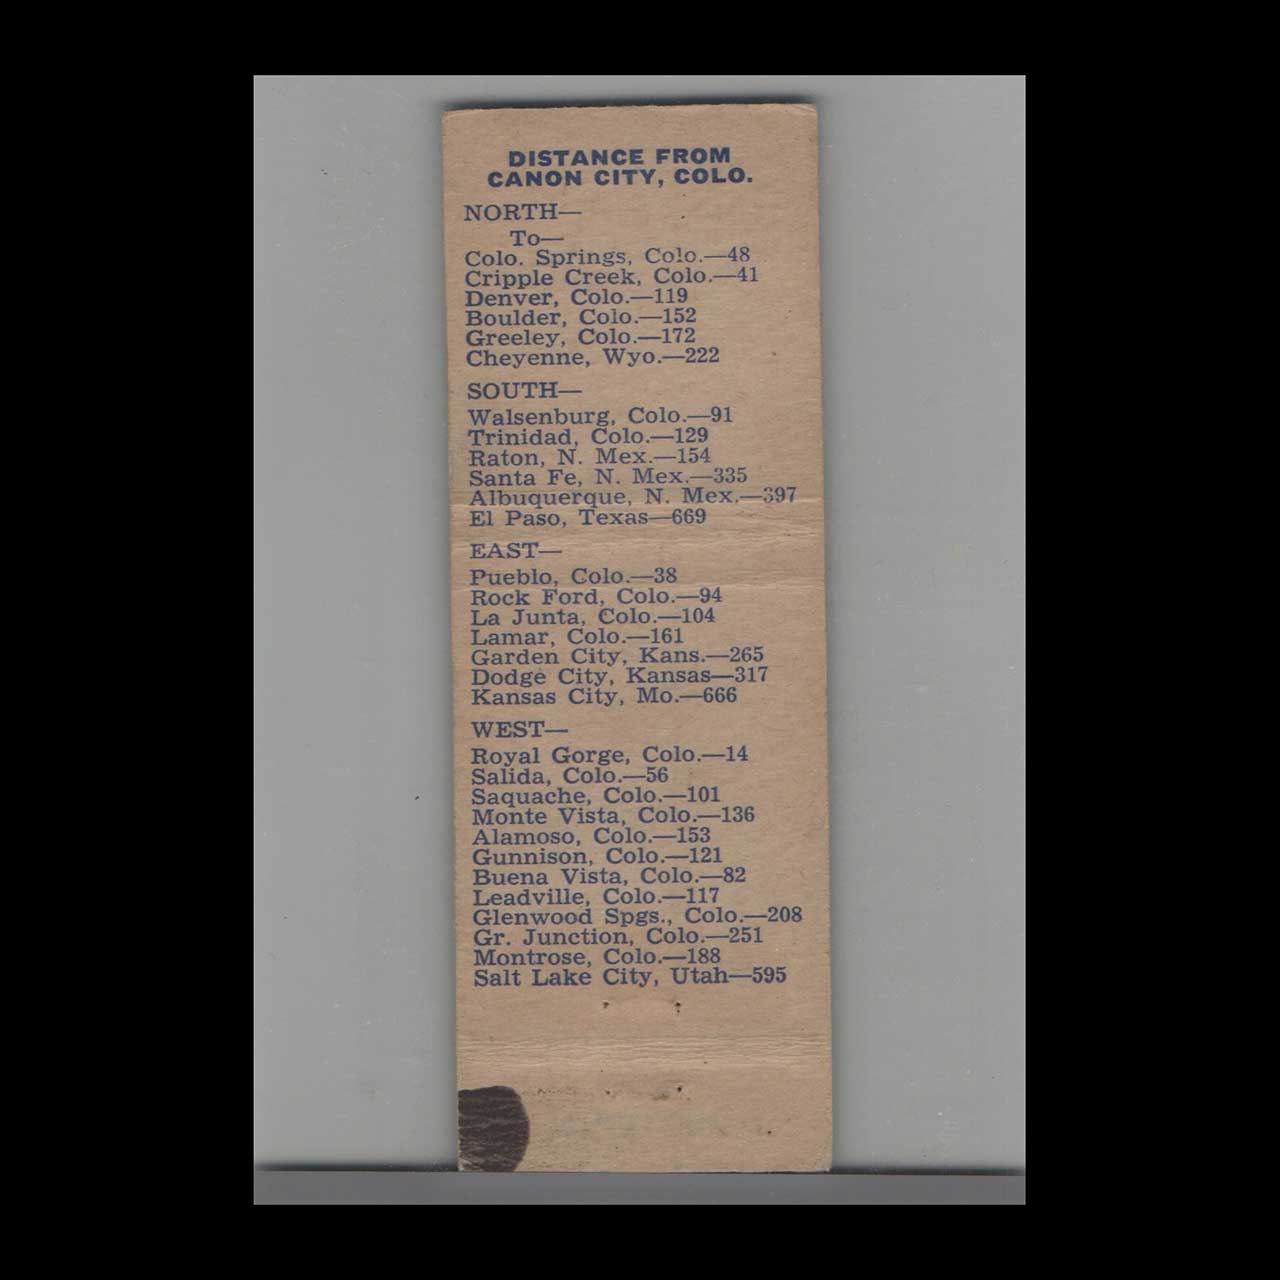 DISTANCE FROM
CANON CITY, COLO.
NORTH—
To—
Colo. Springs, Colo.—48
Cripple Creek, Colo.—41
Denver, Colo.—119
Boulder, Colo.—152
Greeley, Colo.—172
Cheyenne, Wyo.—222
SOUTH—
Walsenburg, Colo.—91
Trinidad, Colo.—129
Raton, N. Mex.—154
Santa Fe, N. Mex.—335
Albuquerque, N. Mex.—397
El Paso, Texas—669
EAST—
Pueblo, Colo.—38
Rock Ford, Colo.—94
La Junta, Colo.—104
Lamar, Colo.—161
Garden City, Kans.—265
Dodge City, Kansas—317
Kansas City, Mo.—666
WEST—
Royal Gorge, Colo.—14
Salida, Colo.—56
Saquache, Colo.—101
Monte Vista, Colo.—136
Alamoso, Colo.—153
Gunnison, Colo.—121
Buena Vista, Colo.—82
Leadville, Colo.—117
Glenwood Spgs., Colo.—208
Gr. Junction, Colo.—251
Montrose, Colo.—188
Salt Lake City, Utah—595